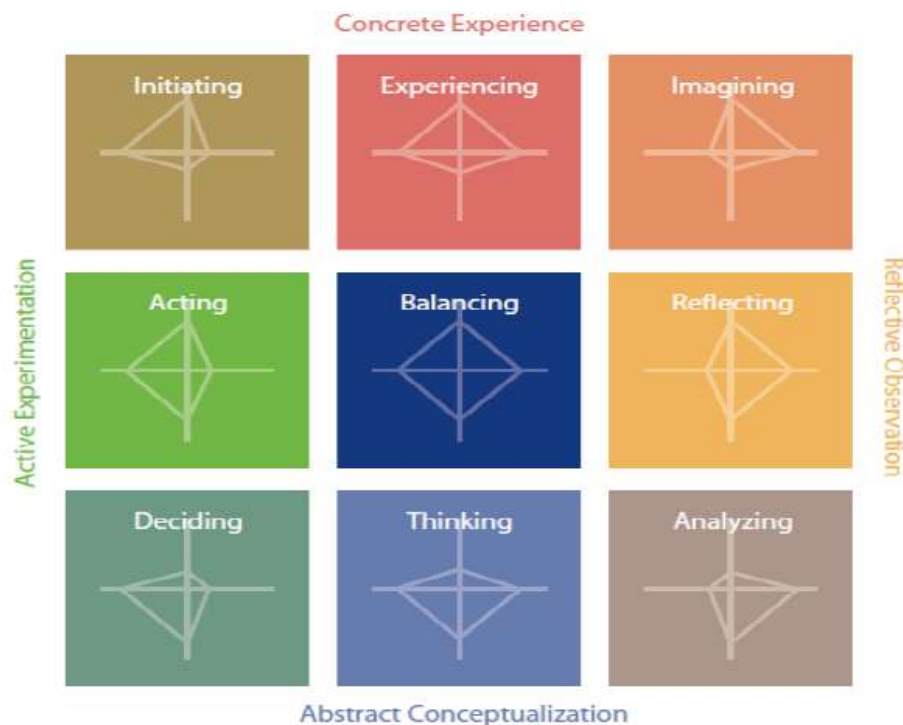 Concrete Experience
Initiating
Experiencing
Imagining
Active Experimentation
Acting
Balancing
Reflecting
Reflective Observation
Deciding
Thinking
Analyzing
Abstract Conceptualization